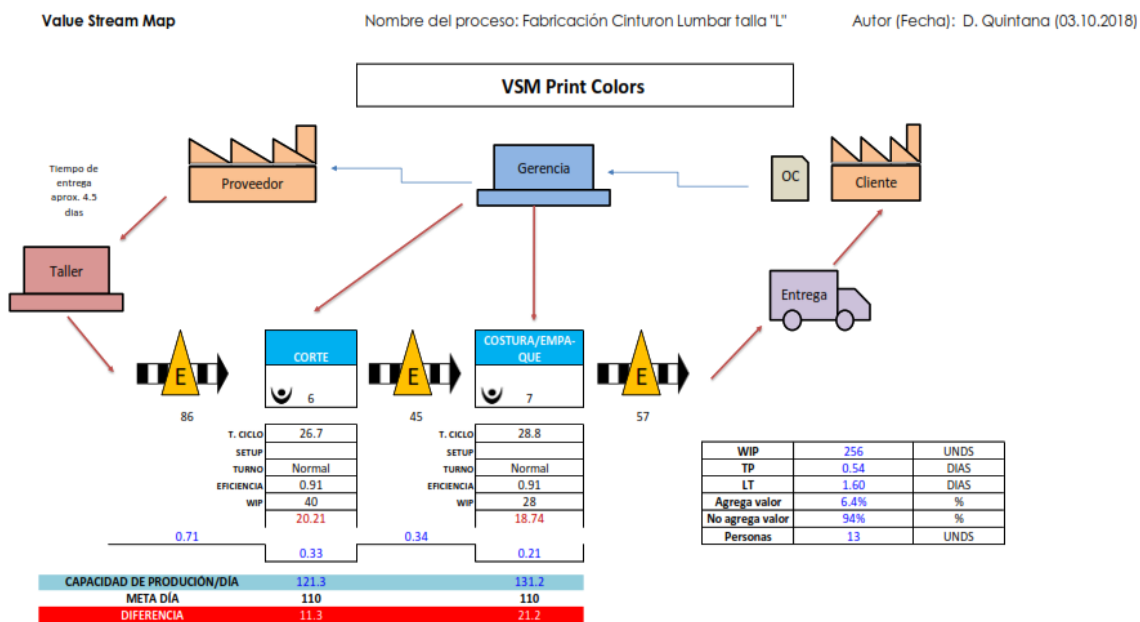 Value Stream Map
Nombre del proceso: Fabricación Cinturon Lumbar talla "L"
Autor (Fecha): D. Quintana (03.10.2018)
VSM Print Colors
Tiempo de
entrega
aprox. 4.5
dias
Proveedor
Gerencia
OC
Cliente
Taller
Entrega
E
CORTE
6
E
COSTURA/EMPA-
QUE
7
E
86
45
57
T. CICLO 26.7
SETUP
TURNO Normal
EFICIENCIA 0.91
WIP 40
20.21
T. CICLO 28.8
SETUP
TURNO Normal
EFICIENCIA 0.91
WIP 28
18.74
0.71
0.33
0.34
0.21
WIP 256 UNDS
TP 0.54 DIAS
LT 1.60 DIAS
Agrega valor 6.4% %
No agrega valor 94% %
Personas 13 UNDS
CAPACIDAD DE PRODUCIÓN/DÍA 121.3 131.2
META DÍA 110 110
DIFERENCIA 11.3 21.2